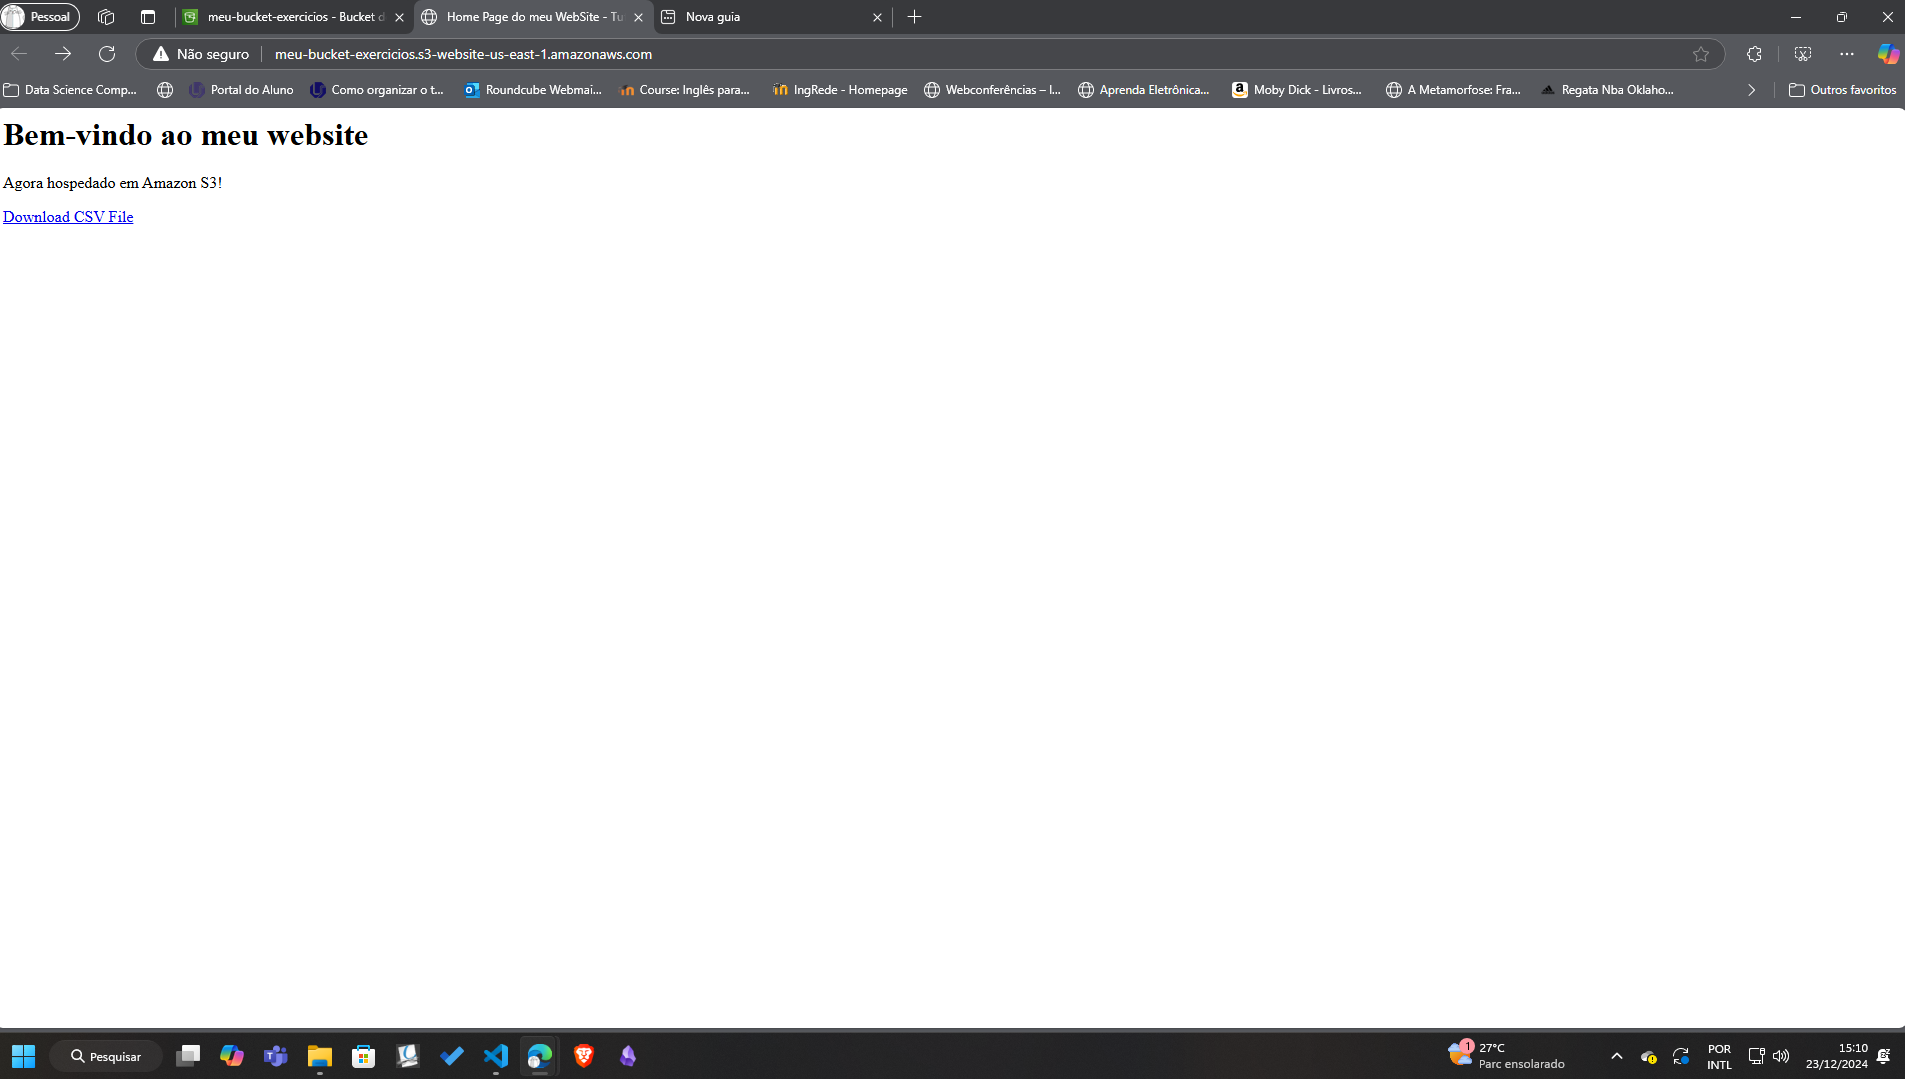 Pessoal
meu-bucket-exercicios - Bucket d
Home Page do meu WebSite - Tu
Nova guia
Não seguro
meu-bucket-exercicios.s3-website-us-east-1.amazonaws.com
Data Science Comp...
Portal do Aluno
Como organizar o t...
Roundcube Webmai...
Course: Inglês para...
IngRede - Homepage
Webconferências – I...
Aprenda Eletrônica...
Moby Dick - Livros...
A Metamorfose: Fra...
Regata Nba Oklaho...
Outros favoritos
Bem-vindo ao meu website
Agora hospedado em Amazon S3!
Download CSV File
Pesquisar
1
27°C
Parc ensolarado
POR
INTL
15:10
23/12/2024